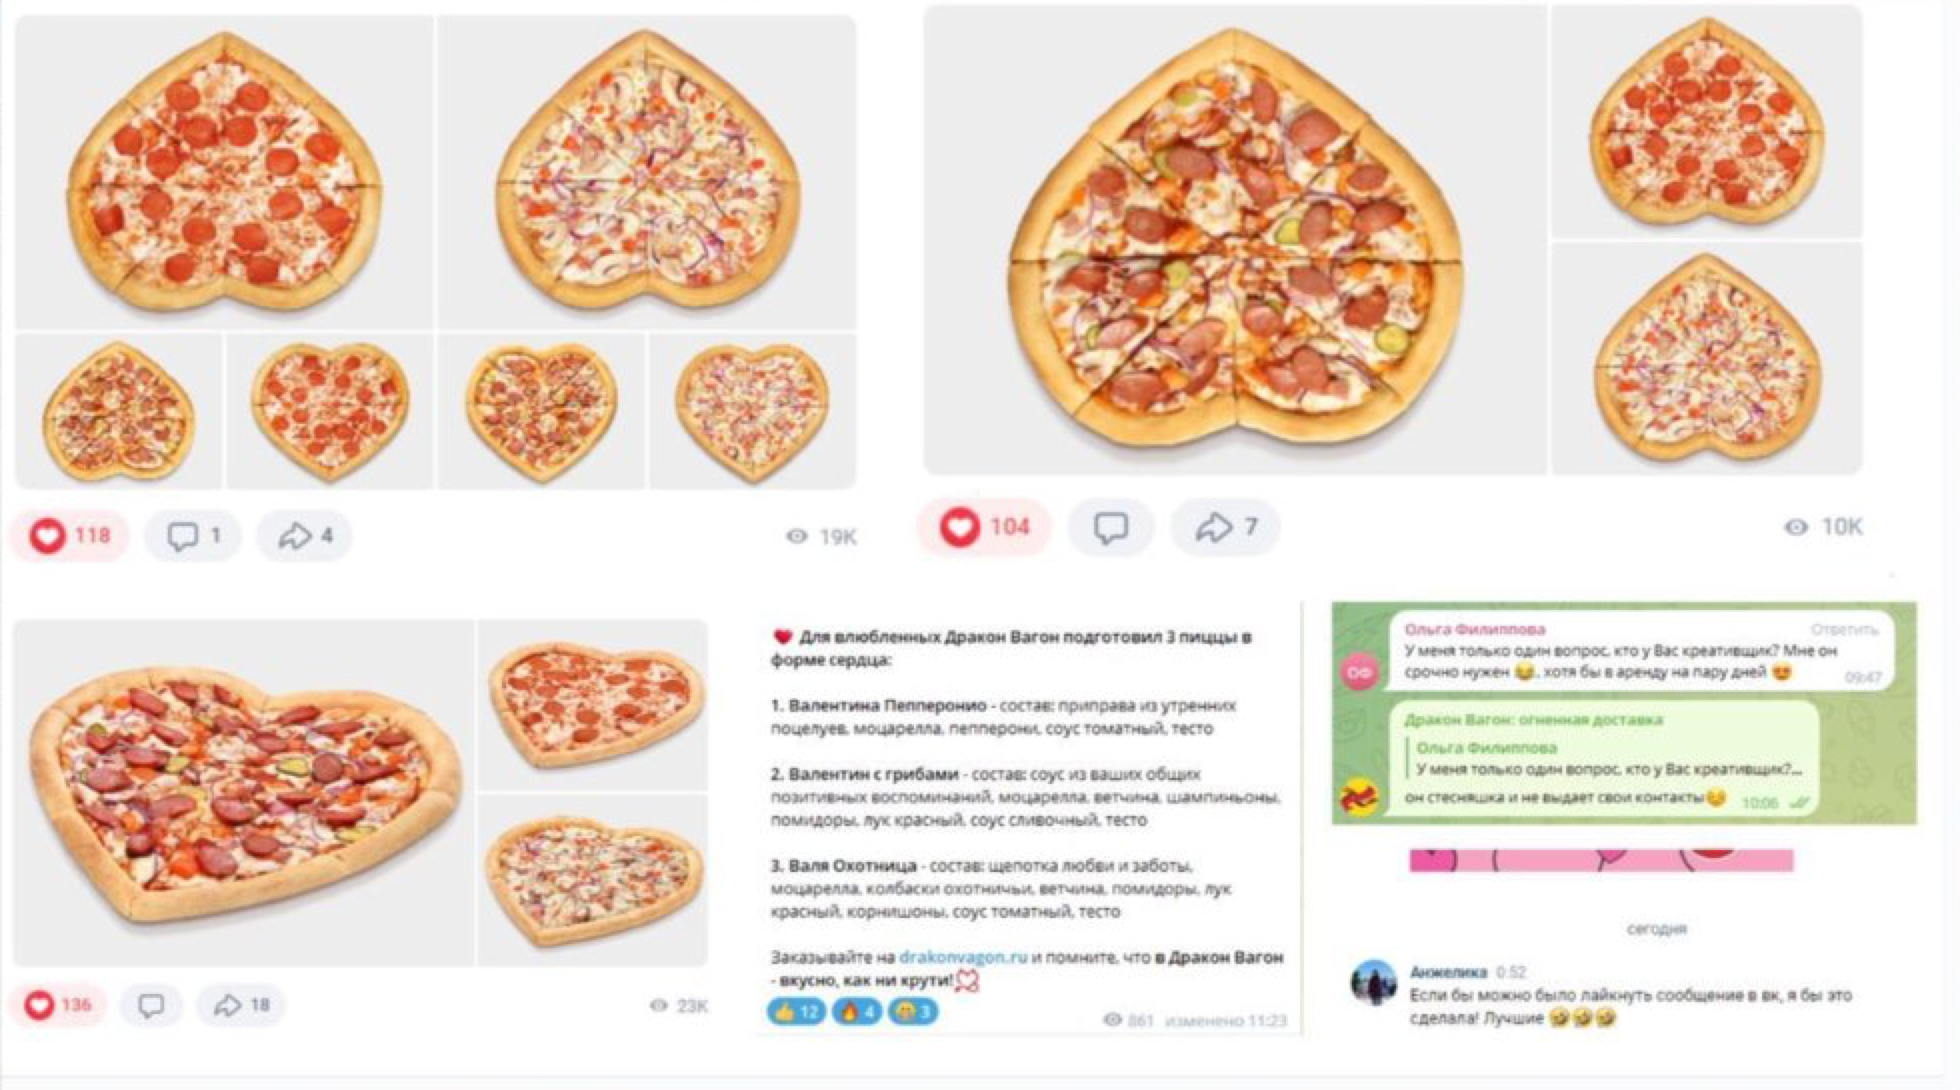 118
1
4
19K
104
7
10K
136
18
23K
Для влюбленных Дракон Вагон подготовил 3 пиццы в
форме сердца:
1. Валентина Пепперонио - состав: приправа из утренних
поцелуев, моцарелла, пепперони, соус томатный, тесто
2. Валентин с грибами - состав: соус из ваших общих
позитивных воспоминаний, моцарелла, ветчина, шампиньоны,
помидоры, лук красный, соус сливочный, тесто
3. Валя Охотница - состав: щепотка любви и заботы,
моцарелла, колбаски охотничьи, ветчина, помидоры, лук
красный, корнишоны, соус томатный, тесто
Заказывайте на drakonvagon.ru и помните, что в Дракон Вагон
- вкусно, как ни крути!
12 4 3
861 изменено 11:23
Ольга Филиппова Ответить
У меня только один вопрос, кто у Вас креативщик? Мне он
срочно нужен 😂, хотя бы в аренду на пару дней 😍
ОФ 09:47
Дракон Вагон: огненная доставка
Ольга Филиппова
У меня только один вопрос, кто у Вас креативщик?...
он стесняшка и не выдает свои контакты☺️ 10:06
сегодня
Анжелика 0:52
Если бы можно было лайкнуть сообщение в вк, я бы это
сделала! Лучшие 🤣🤣🤣